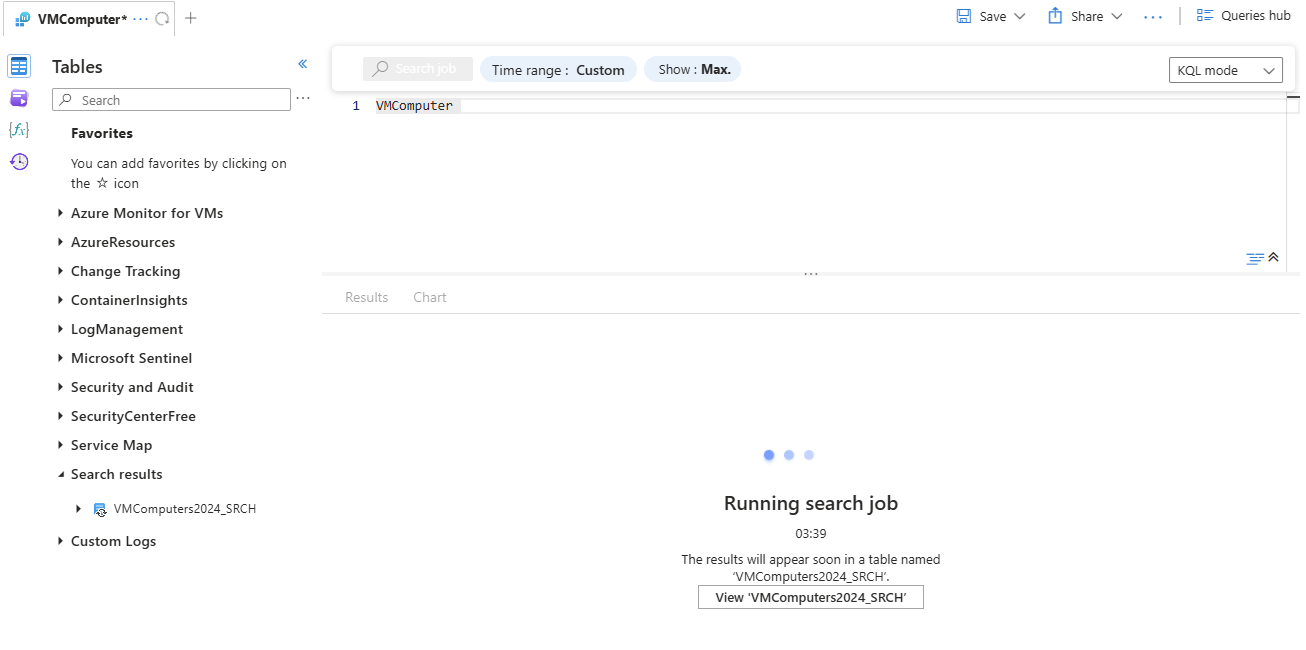 VMComputer* ···
Save
Share
···
Queries hub
Tables
Search
···
Favorites
You can add favorites by clicking on
the ☆ icon
Azure Monitor for VMs
AzureResources
Change Tracking
ContainerInsights
LogManagement
Microsoft Sentinel
Security and Audit
SecurityCenterFree
Service Map
Search results
VMComputers2024_SRCH
Custom Logs
{fx}
Search job
Time range : Custom
Show : Max.
KQL mode
1 VMComputer
Results Chart
Running search job
03:39
The results will appear soon in a table named
‘VMComputers2024_SRCH’.
View ‘VMComputers2024_SRCH’